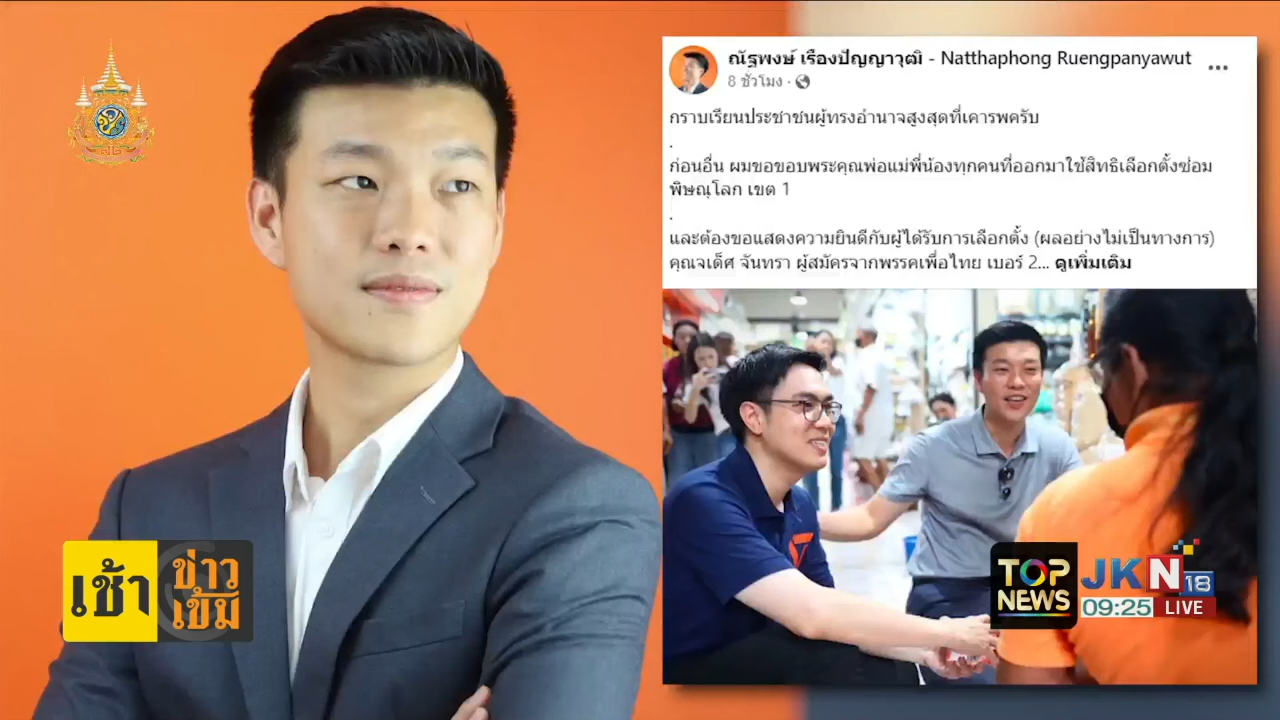 ณัฐพงษ์ เรืองปัญญาวุฒิ - Natthaphong Ruengpanyawut
8 ชั่วโมง ·
กราบเรียนประชาชนผู้ทรงอำนาจสูงสุดที่เคารพครับ
.
ก่อนอื่น ผมขอขอบพระคุณพ่อแม่พี่น้องทุกคนที่ออกมาใช้สิทธิเลือกตั้งซ่อม
พิษณุโลก เขต 1
.
และต้องขอแสดงความยินดีกับผู้ได้รับการเลือกตั้ง (ผลอย่างไม่เป็นทางการ)
คุณจเด็ศ จันทรา ผู้สมัครจากพรรคเพื่อไทย เบอร์ 2... ดูเพิ่มเติม
เช้า
ข่าว
เข้ม
TOP
NEWS
JKN18
09:25 LIVE